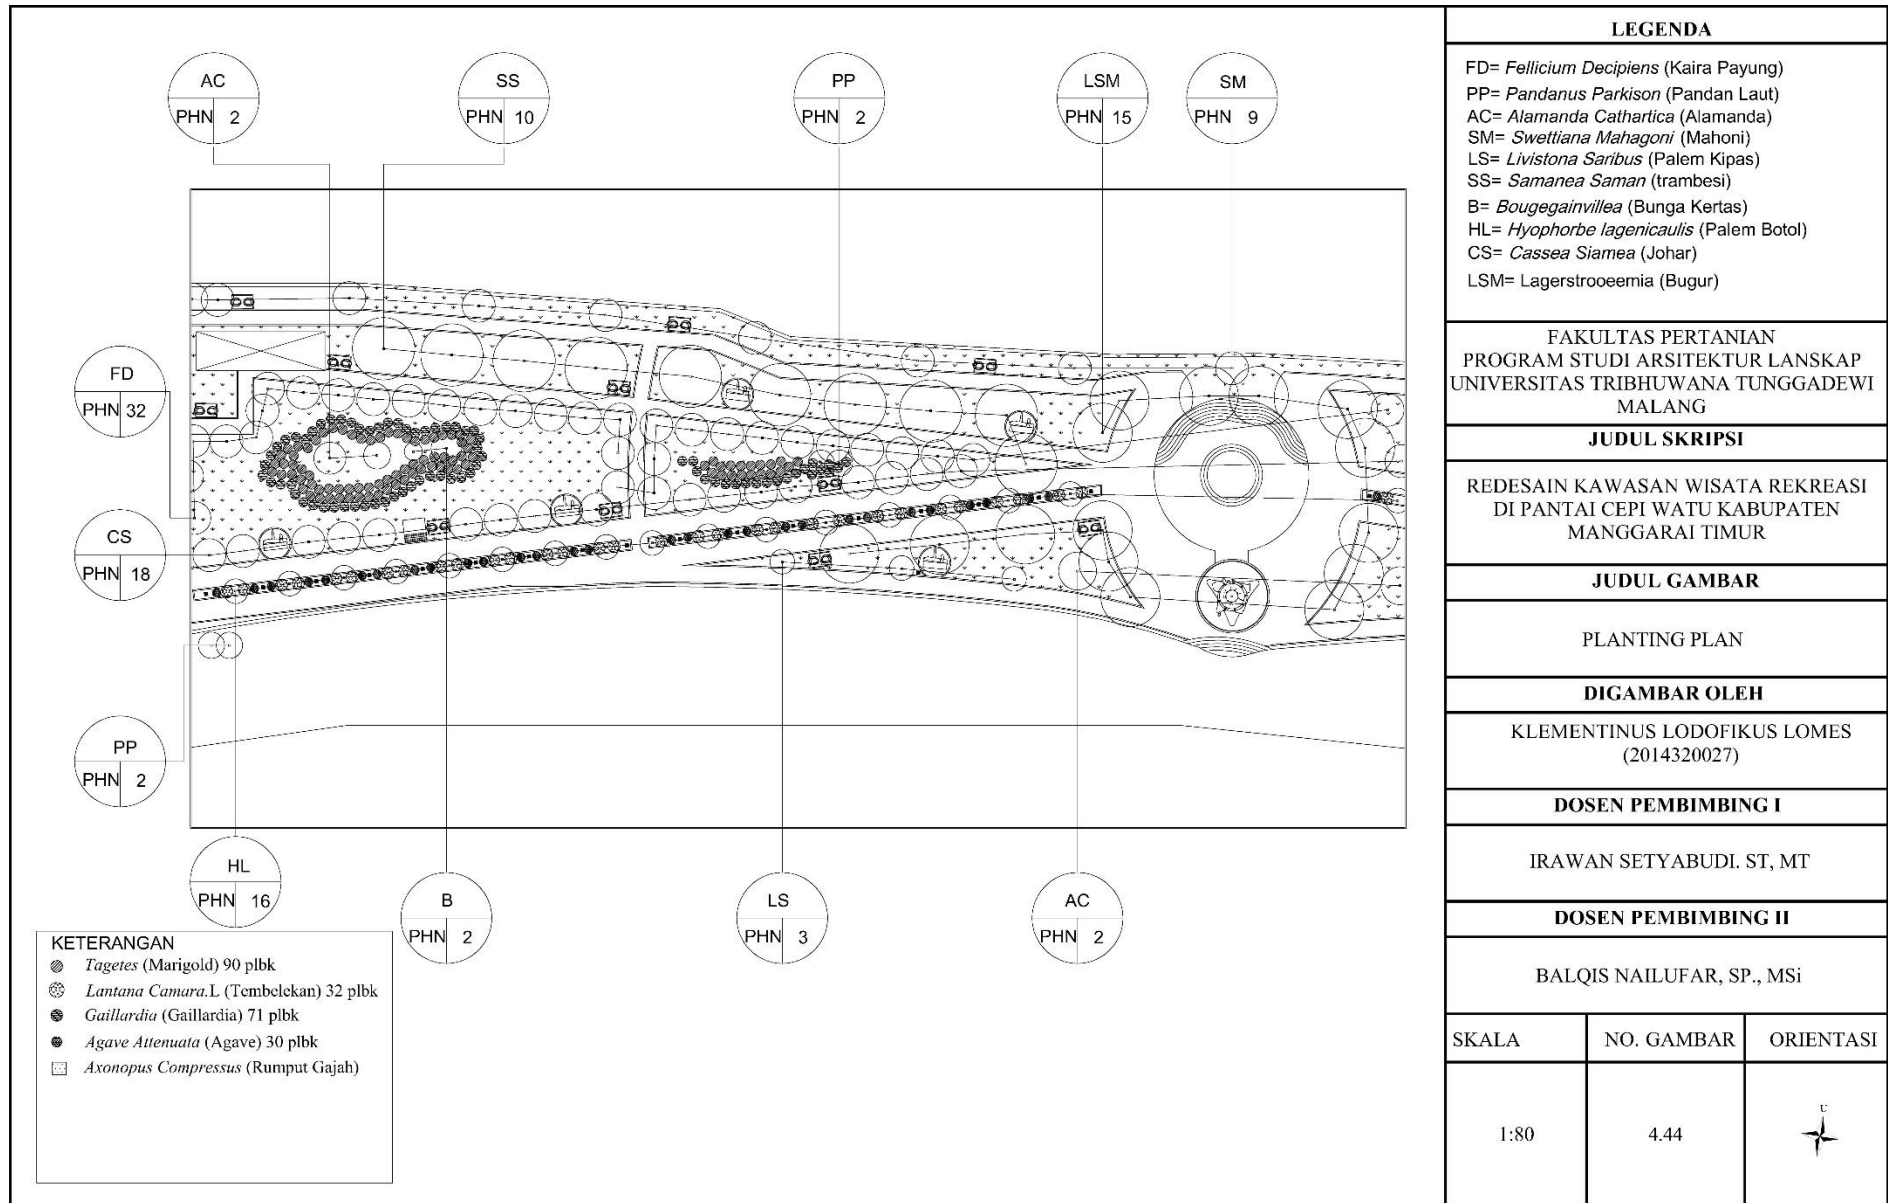 AC
PHN 2
SS
PHN 10
PP
PHN 2
LSM
PHN 15
SM
PHN 9
FD
PHN 32
CS
PHN 18
PP
PHN 2
HL
PHN 16
B
PHN 2
LS
PHN 3
AC
PHN 2
KETERANGAN
Tagetes (Marigold) 90 plbk
Lantana Camara.L (Tembelekan) 32 plbk
Gaillardia (Gaillardia) 71 plbk
Agave Attenuata (Agave) 30 plbk
Axonopus Compressus (Rumput Gajah)
LEGENDA
FD= Fellicium Decipiens (Kaira Payung)
PP= Pandanus Parkison (Pandan Laut)
AC= Alamanda Cathartica (Alamanda)
SM= Swettiana Mahagoni (Mahoni)
LS= Livistona Saribus (Palem Kipas)
SS= Samanea Saman (trambesi)
B= Bougegainvillea (Bunga Kertas)
HL= Hyophorbe lagenicaulis (Palem Botol)
CS= Cassea Siamea (Johar)
LSM= Lagerstrooeemia (Bugur)
FAKULTAS PERTANIAN
PROGRAM STUDI ARSITEKTUR LANSKAP
UNIVERSITAS TRIBHUWANA TUNGGADEWI
MALANG
JUDUL SKRIPSI
REDESAIN KAWASAN WISATA REKREASI
DI PANTAI CEPI WATU KABUPATEN
MANGGARAI TIMUR
JUDUL GAMBAR
PLANTING PLAN
DIGAMBAR OLEH
KLEMENTINUS LODOFIKUS LOMES
(2014320027)
DOSEN PEMBIMBING I
IRAWAN SETYABUDI. ST, MT
DOSEN PEMBIMBING II
BALQIS NAILUFAR, SP., MSi
SKALA NO. GAMBAR ORIENTASI
U
1:80 4.44